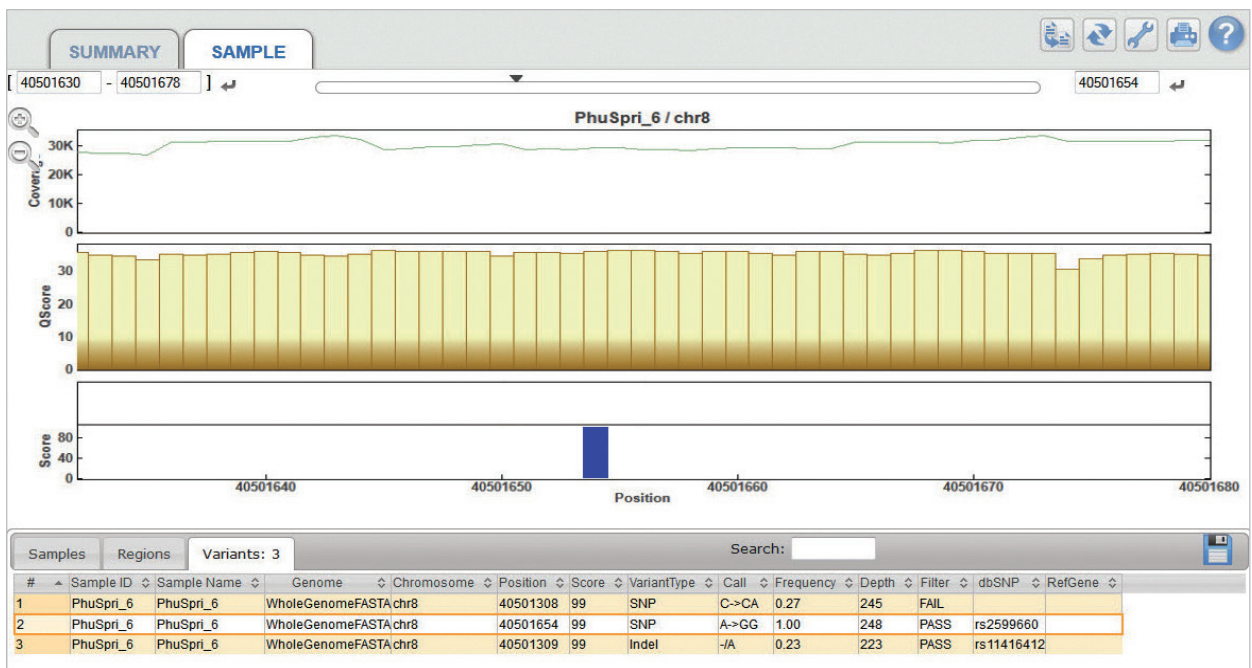 SUMMARY SAMPLE ?
[ 40501630 - 40501678 ] 40501654
PhuSpri_6 / chr8
30K
20K
10K
0
30
20
10
0
QScore
80
40
0
Score
40501640 40501650 40501660 40501670 40501680
Position
Samples Regions Variants: 3 Search:
# Sample ID Sample Name Genome Chromosome Position Score VariantType Call Frequency Depth Filter dbSNP RefGene
1 PhuSpri_6 PhuSpri_6 WholeGenomeFASTA chr8 40501308 99 SNP C->CA 0.27 245 FAIL
2 PhuSpri_6 PhuSpri_6 WholeGenomeFASTA chr8 40501654 99 SNP A->GG 1.00 248 PASS rs2599660
3 PhuSpri_6 PhuSpri_6 WholeGenomeFASTA chr8 40501309 99 Indel -/A 0.23 223 PASS rs11416412